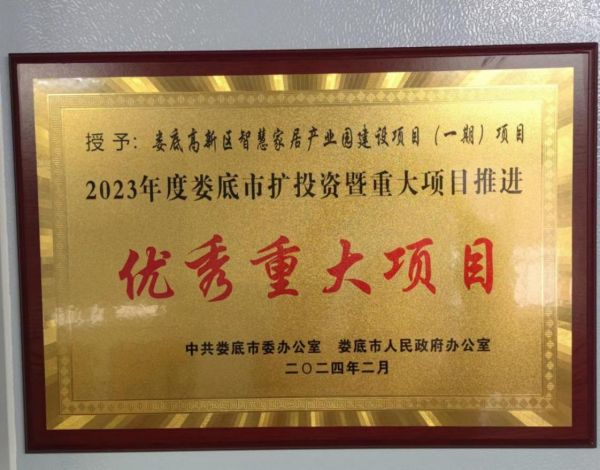 授予：娄底高新区智慧家居产业园建设项目（一期）项目
2023年度娄底市扩投资暨重大项目推进
优秀重大项目
中共娄底市委办公室 娄底市人民政府办公室
二〇二四年二月